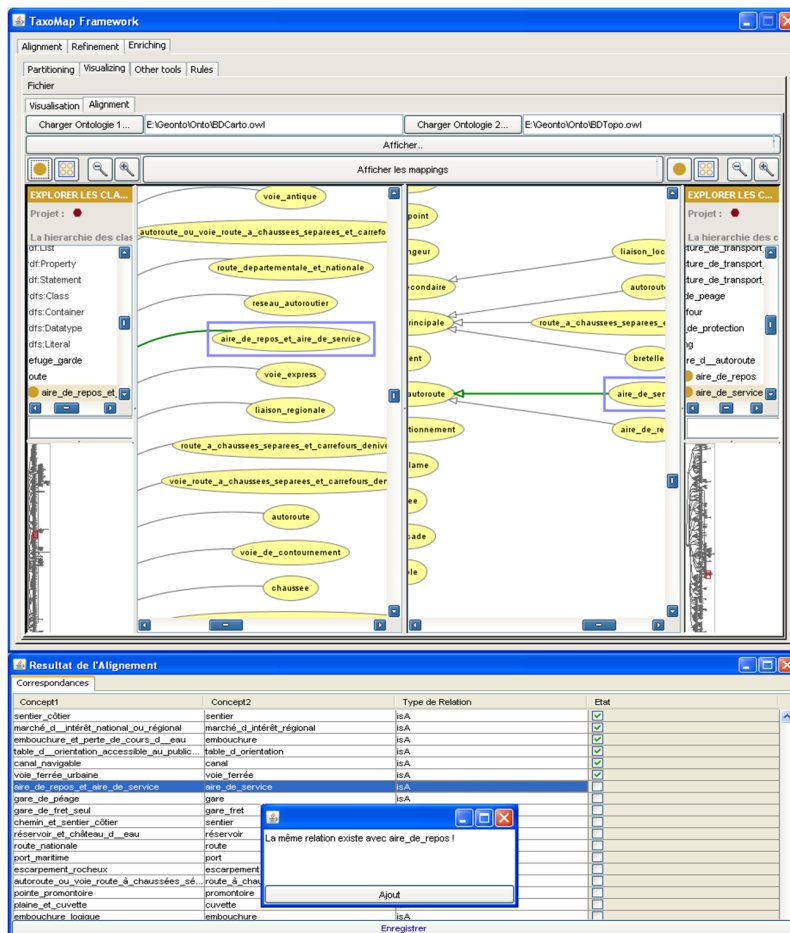 TaxoMap Framework
Alignment Refinement Enriching
Partitioning Visualizing Other tools Rules
Fichier
Visualisation Alignment
Charger Ontologie 1... E:\Geonto\Onto\BDCarto.owl Charger Ontologie 2... E:\Geonto\Onto\BDTopo.owl
Afficher..
Afficher les mappings
EXPLORER LES CLA...
Projet :
La hierarchie des clas
df:List
df:Property
df:Statement
dfs:Class
dfs:Container
dfs:Datatype
dfs:Literal
efuge_garde
oute
aire_de_repos_et_
voie_antique
autoroute_ou_voie_route_a_chaussees_separees_et_carrefo
route_departementale_et_nationale
reseau_autoroutier
aire_de_repos_et_aire_de_service
voie_express
liaison_regionale
route_a_chaussees_separees_et_carrefours_denive
voie_route_a_chaussees_separees_et_carrefours_der
autoroute
voie_de_contournement
chaussee
point
ngeur
econdaire
rincipale
ent
autoroute
tionnement
lame
ee
cade
le
liaison_loc
autorout
route_a_chaussees_separees_e
bretelle
aire_de_ser
aire_de_re
EXPLORER LES C...
Projet :
La hierarchie des c
cture_de_transport_
ture_de_transport_
de_peage
four
_de_protection
ng
re_d__autoroute
aire_de_repos
aire_de_service
Resultat de l'Alignement
Correspondances
Concept1 Concept2 Type de Relation Etat
sentier_côtier sentier isA
marché_d__intérêt_national_ou_régional marché_d_intérêt_régional isA
embouchure_et_perte_de_cours_d__eau embouchure isA
table_d__orientation_accessible_au_public... table_d_orientation isA
canal_navigable canal isA
voie_ferrée_urbaine voie_ferrée isA
aire_de_repos_et_aire_de_service aire_de_service isA
gare_de_péage gare isA
gare_de_fret_seul gare_fret
chemin_et_sentier_côtier sentier
réservoir_et_château_d__eau réservoir
route_nationale route
port_maritime port
escarpement_rocheux escarpement
autoroute_ou_voie_route_à_chaussées_sé... route_à_chau
pointe_promontoire promontoire
plaine_et_cuvette cuvette
embouchure_logique embouchure isA
La même relation existe avec aire_de_repos !
Ajout
Enregistrer